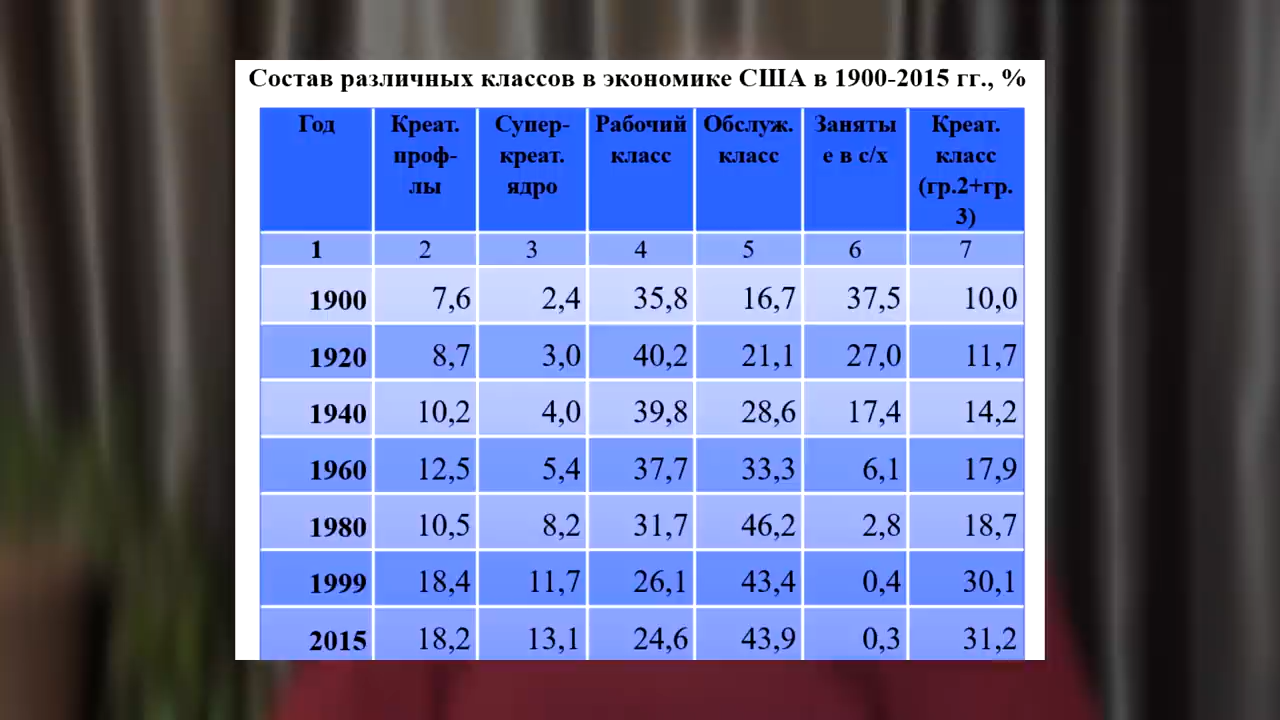 Состав различных классов в экономике США в 1900-2015 гг., %
Год Креат. проф-лы Супер-креат. ядро Рабочий класс Обслуж. класс Заняты е в с/х Креат. класс (гр.2+гр. 3)
1 2 3 4 5 6 7
1900 7,6 2,4 35,8 16,7 37,5 10,0
1920 8,7 3,0 40,2 21,1 27,0 11,7
1940 10,2 4,0 39,8 28,6 17,4 14,2
1960 12,5 5,4 37,7 33,3 6,1 17,9
1980 10,5 8,2 31,7 46,2 2,8 18,7
1999 18,4 11,7 26,1 43,4 0,4 30,1
2015 18,2 13,1 24,6 43,9 0,3 31,2